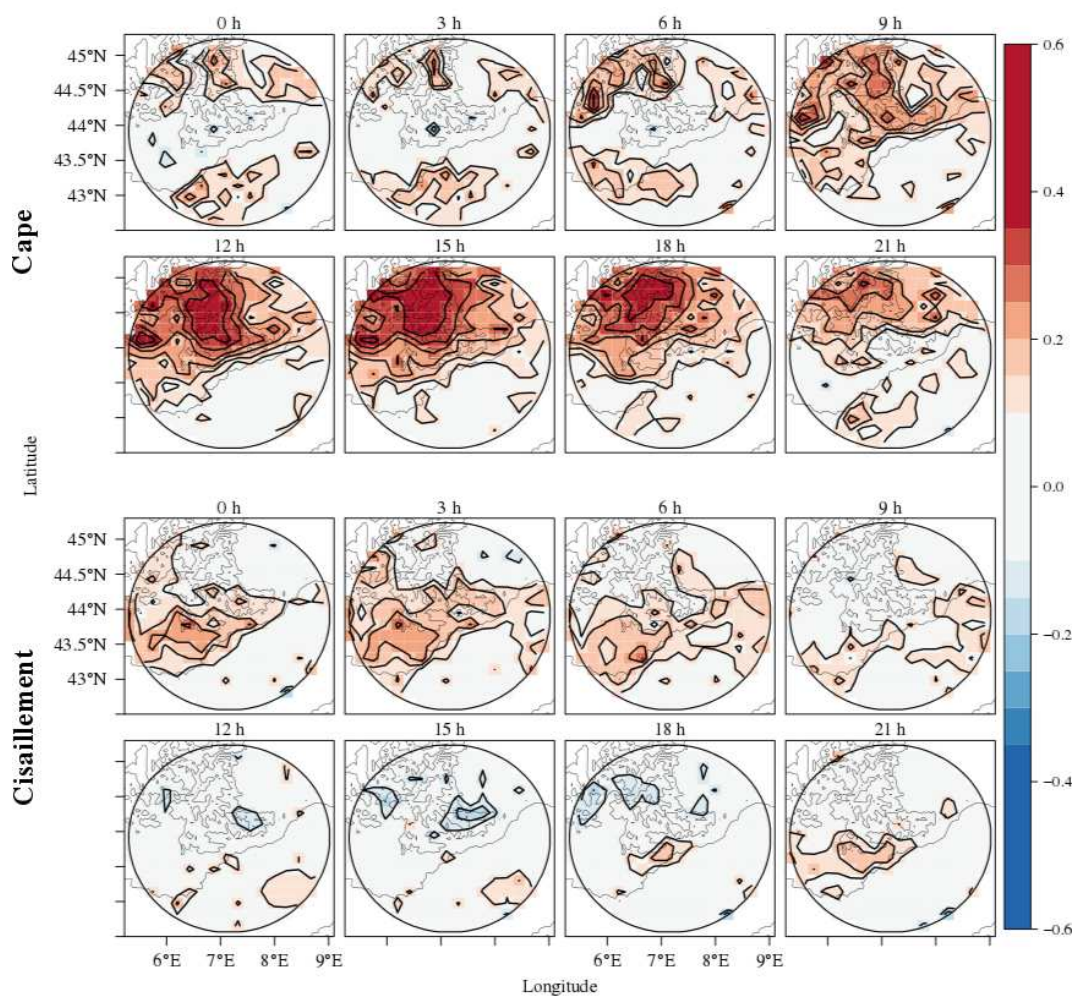 0 h 3 h 6 h 9 h
45°N
44.5°N
44°N
43.5°N
43°N
Cape
12 h 15 h 18 h 21 h
Latitude
0 h 3 h 6 h 9 h
45°N
44.5°N
44°N
43.5°N
43°N
Cisaillement
12 h 15 h 18 h 21 h
6°E 7°E 8°E 9°E 6°E 7°E 8°E 9°E
Longitude
0.6
0.4
0.2
0.0
−0.2
−0.4
−0.6